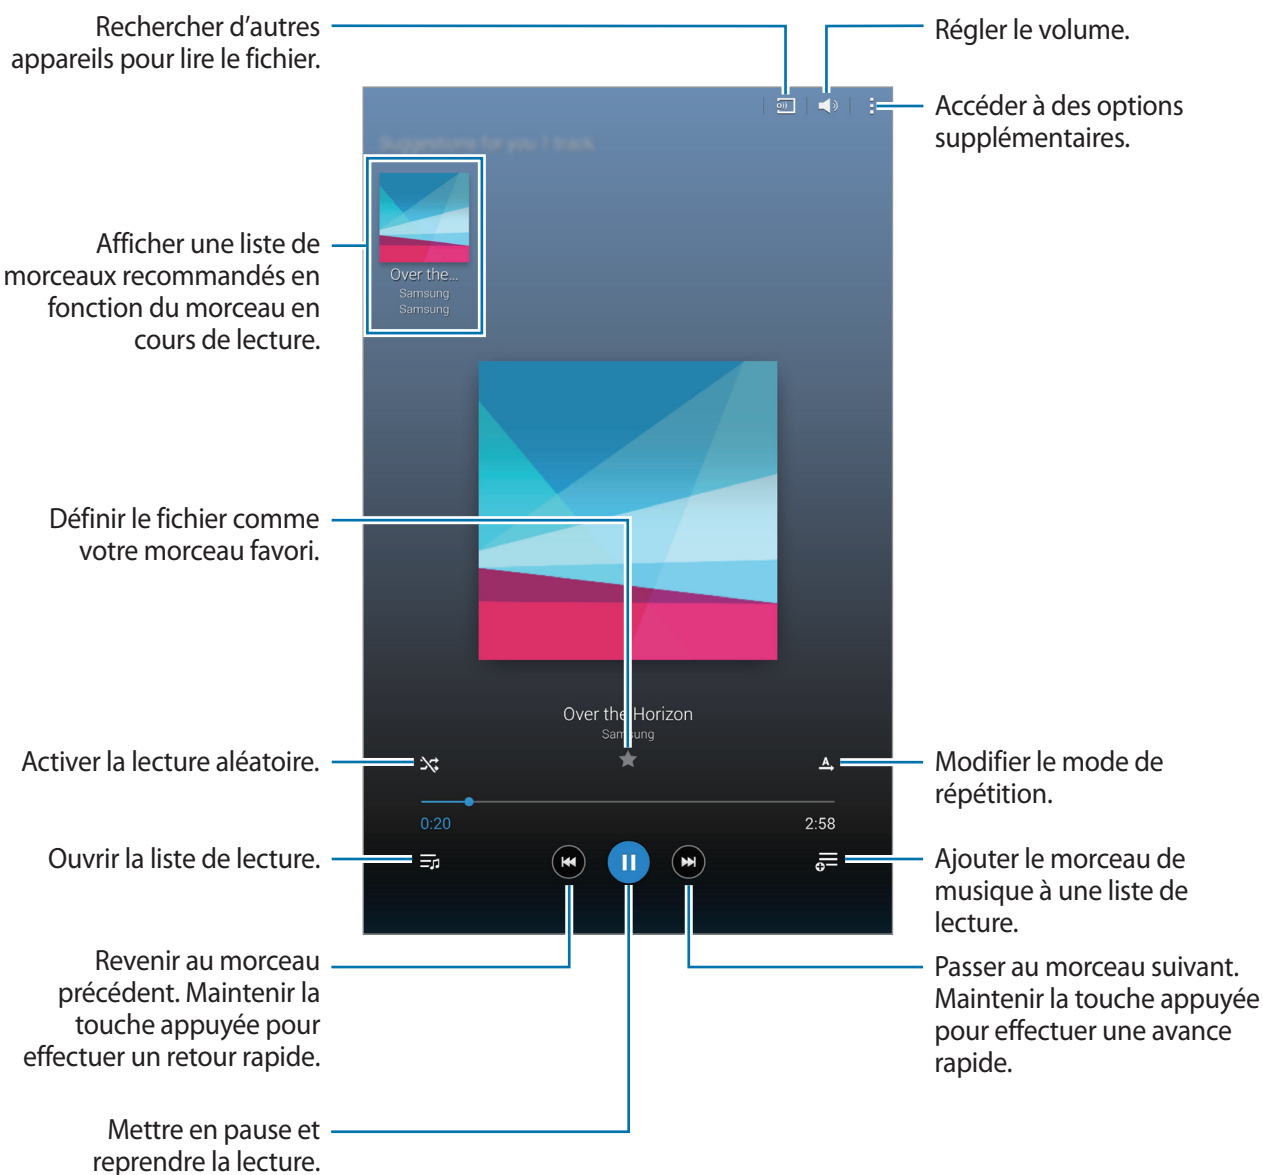 Rechercher d'autres
appareils pour lire le fichier.
Régler le volume.
Accéder à des options
supplémentaires.
Suggestions for you 1 track
Over the...
Samsung
Samsung
Afficher une liste de
morceaux recommandés en
fonction du morceau en
cours de lecture.
Définir le fichier comme
votre morceau favori.
Over the Horizon
Samsung
Activer la lecture aléatoire.
A
Modifier le mode de
répétition.
0:20
2:58
Ouvrir la liste de lecture.
Ajouter le morceau de
musique à une liste de
lecture.
Revenir au morceau
précédent. Maintenir la
touche appuyée pour
effectuer un retour rapide.
Passer au morceau suivant.
Maintenir la touche appuyée
pour effectuer une avance
rapide.
Mettre en pause et
reprendre la lecture.